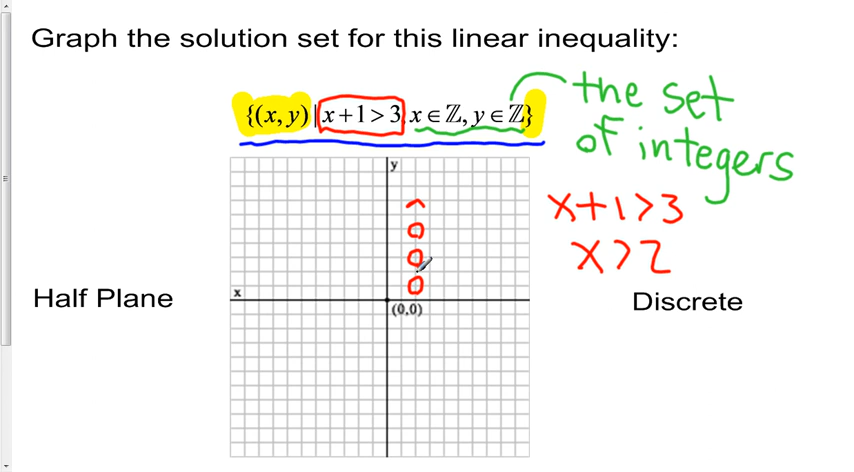 Graph the solution set for this linear inequality:
{(x, y) | x + 1 > 3, x ∈ ℤ, y ∈ ℤ}
the set
of integers
x+1>3
x>2
y
x
(0,0)
Half Plane
Discrete